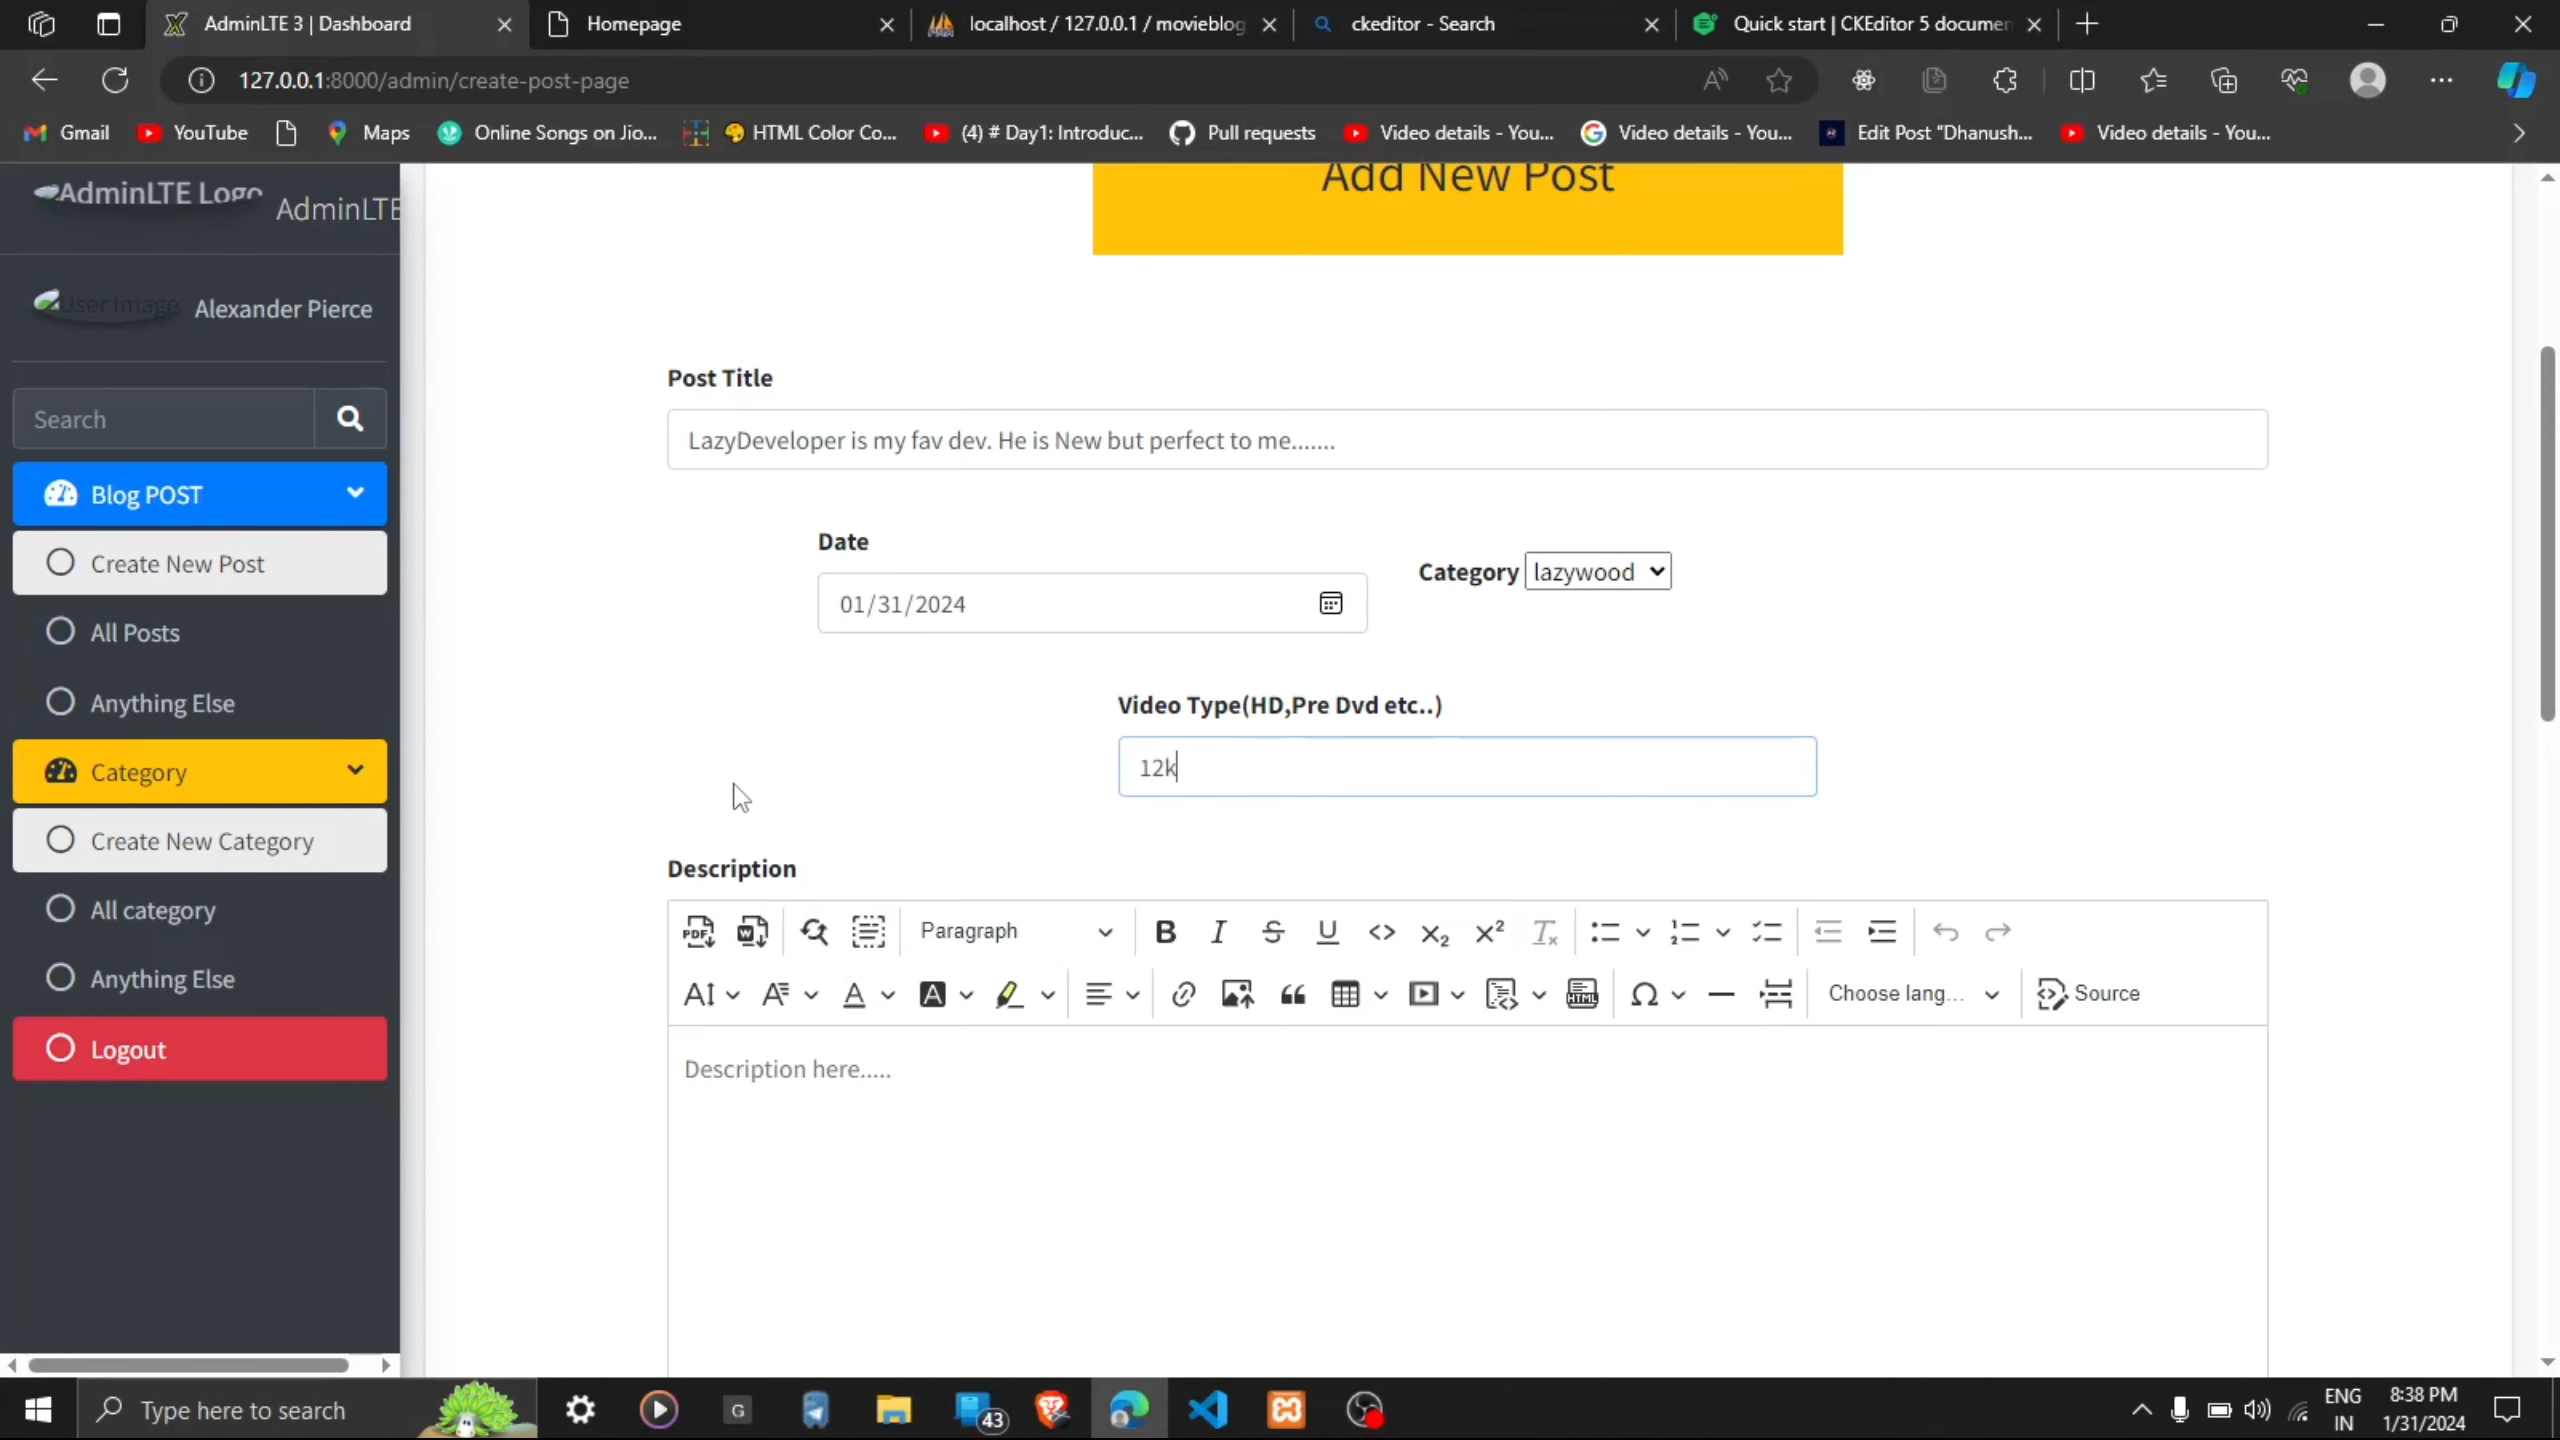 AdminLTE 3 | Dashboard
Homepage
localhost / 127.0.0.1 / movieblog
ckeditor - Search
Quick start | CKEditor 5 documen
127.0.0.1:8000/admin/create-post-page
Gmail
YouTube
Maps
Online Songs on Jio...
HTML Color Co...
(4) # Day1: Introduc...
Pull requests
Video details - You...
Video details - You...
Edit Post "Dhanush...
Video details - You...
AdminLTE Logo
AdminLTE
User Image
Alexander Pierce
Search
Blog POST
Create New Post
All Posts
Anything Else
Category
Create New Category
All category
Anything Else
Logout
Add New Post
Post Title
LazyDeveloper is my fav dev. He is New but perfect to me.......
Date
01/31/2024
Category
lazywood
Video Type(HD,Pre Dvd etc..)
12k
Description
PDF
W
Paragraph
HTML
Choose lang...
Source
Description here.....
Type here to search
G
43
ENG
IN
8:38 PM
1/31/2024